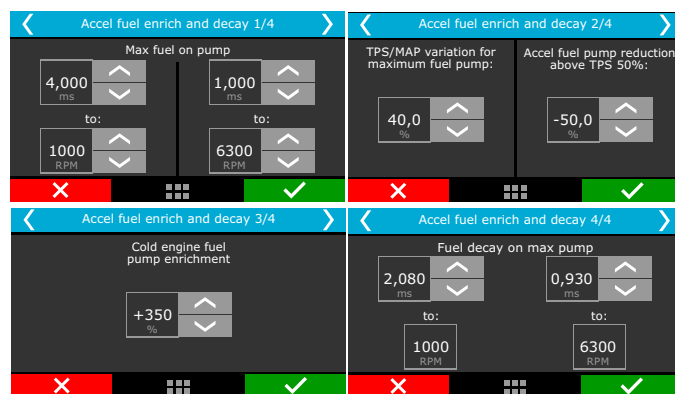 Accel fuel enrich and decay 1/4
Max fuel on pump
4,000
ms
1,000
ms
to:
to:
1000
RPM
6300
RPM
Accel fuel enrich and decay 2/4
TPS/MAP variation for
maximum fuel pump:
Accel fuel pump reduction
above TPS 50%:
40,0
%
-50,0
%
Accel fuel enrich and decay 3/4
Cold engine fuel
pump enrichment
+350
%
Accel fuel enrich and decay 4/4
Fuel decay on max pump
2,080
ms
0,930
ms
to:
to:
1000
RPM
6300
RPM